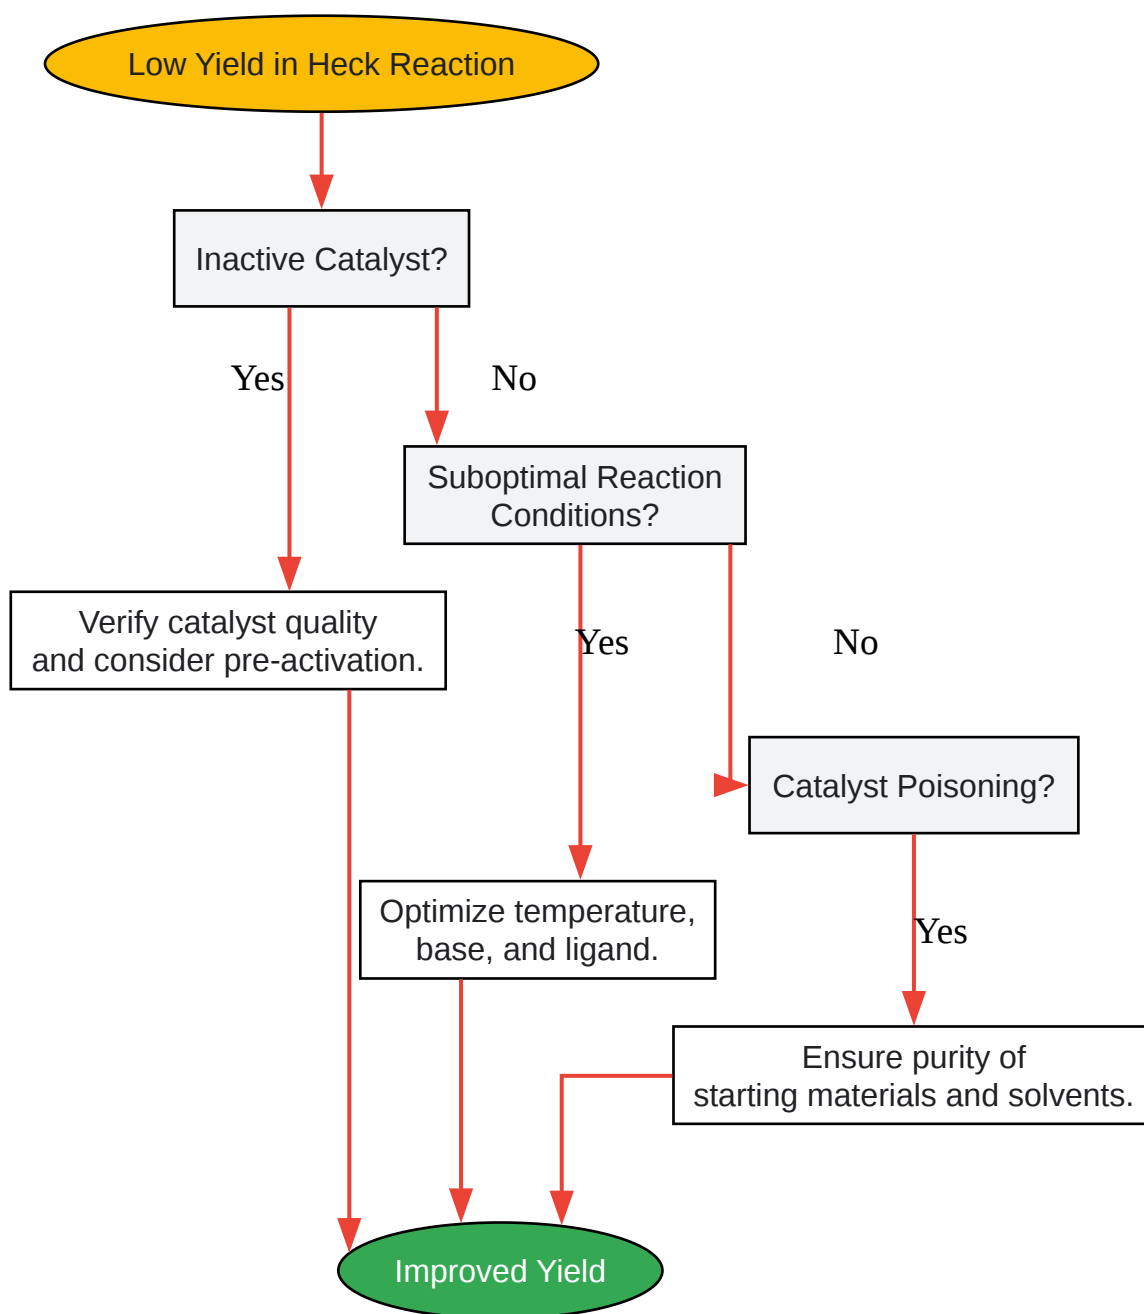 Low Yield in Heck Reaction
Inactive Catalyst?
Yes
No
Suboptimal Reaction
Conditions?
Verify catalyst quality
and consider pre-activation.
Yes
No
Catalyst Poisoning?
Optimize temperature,
base, and ligand.
Yes
Ensure purity of
starting materials and solvents.
Improved Yield